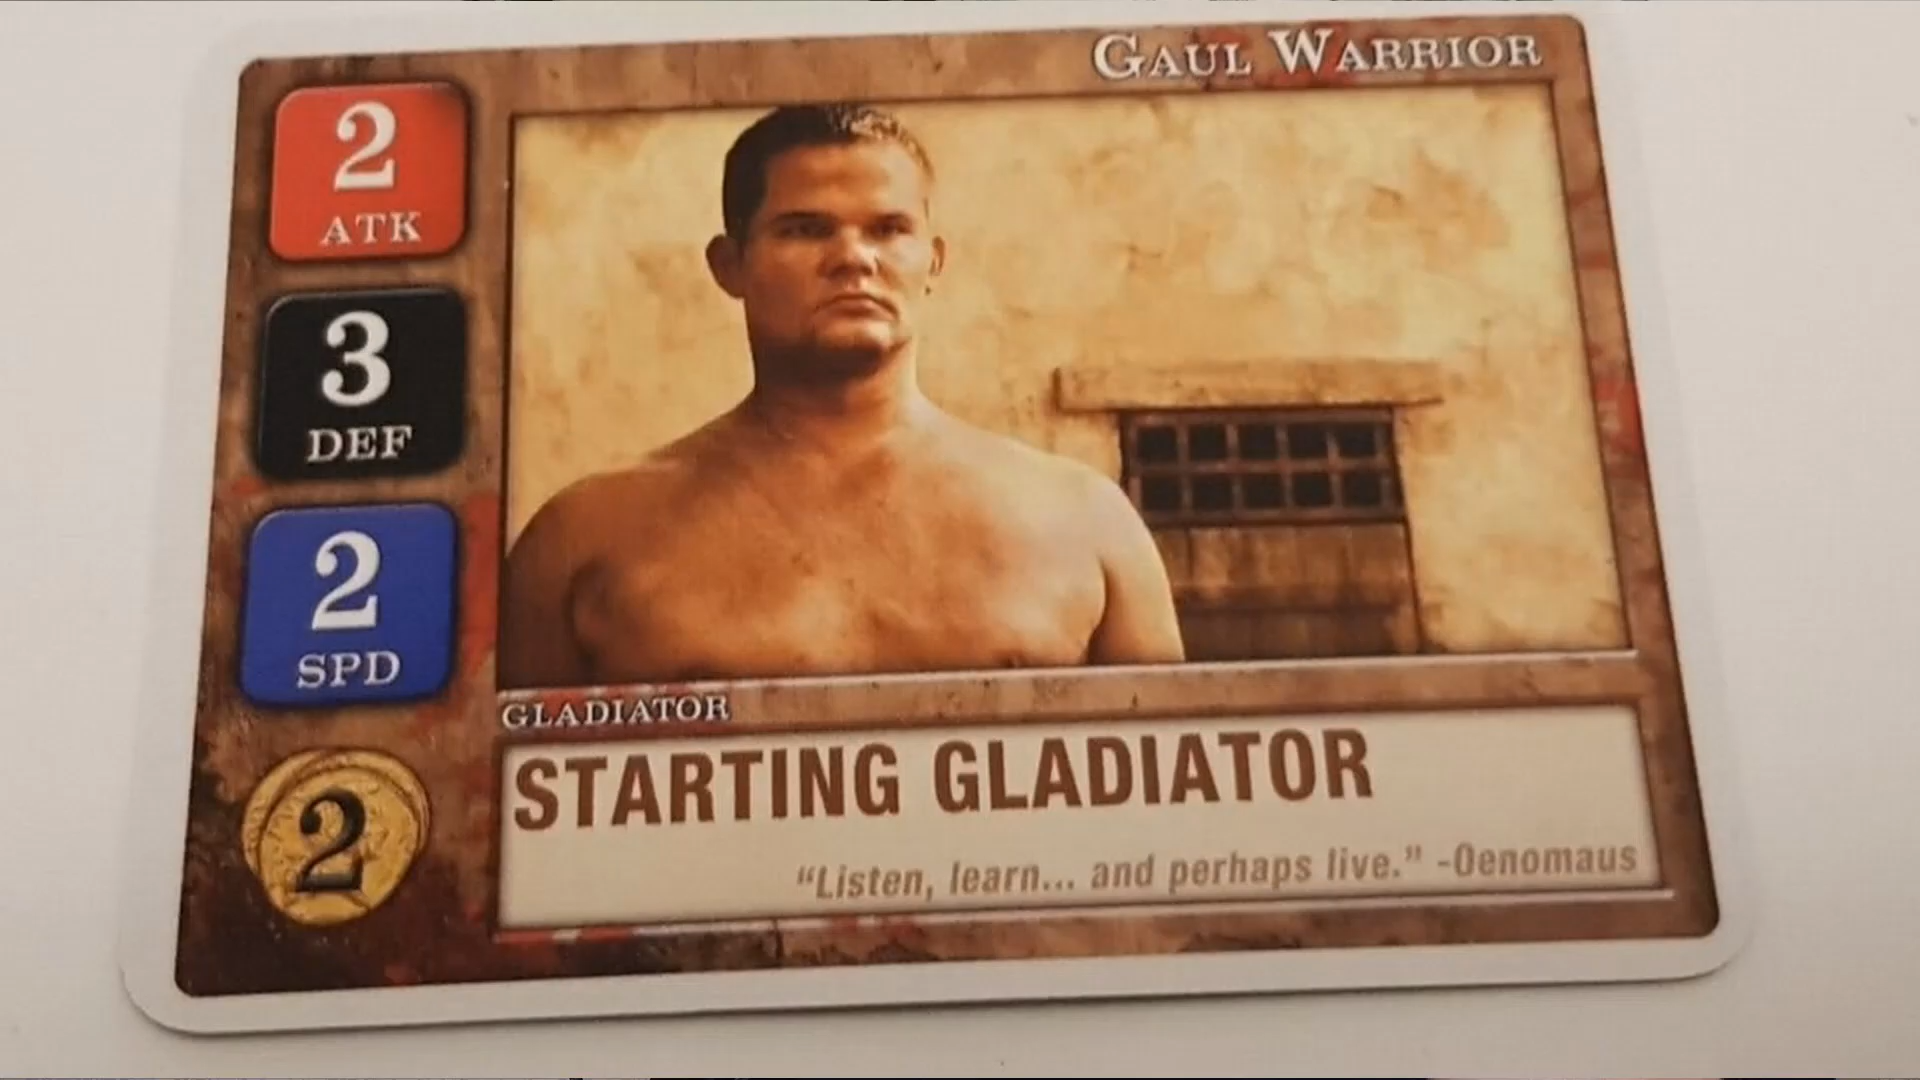 GAUL WARRIOR
2
ATK
3
DEF
2
SPD
2
GLADIATOR
STARTING GLADIATOR
“Listen, learn... and perhaps live.” -Oenomaus